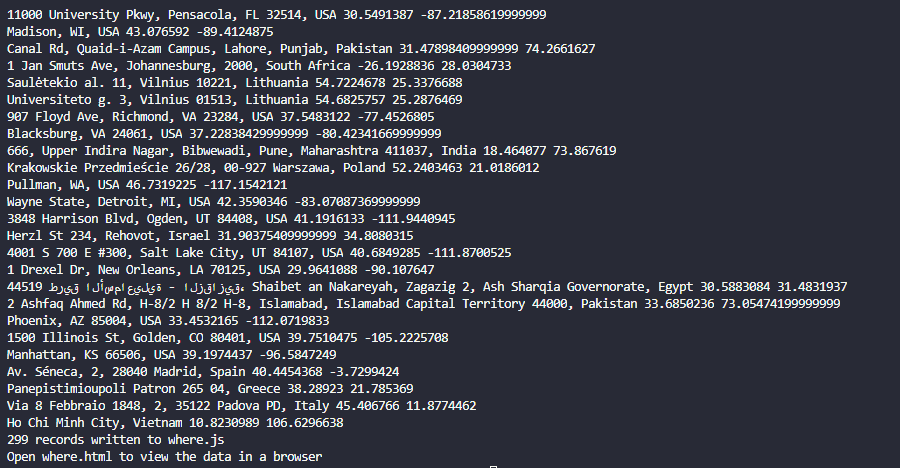 11000 University Pkwy, Pensacola, FL 32514, USA 30.5491387 -87.21858619999999
Madison, WI, USA 43.076592 -89.4124875
Canal Rd, Quaid-i-Azam Campus, Lahore, Punjab, Pakistan 31.47898409999999 74.2661627
1 Jan Smuts Ave, Johannesburg, 2000, South Africa -26.1928836 28.0304733
Saulėtekio al. 11, Vilnius 10221, Lithuania 54.7224678 25.3376688
Universiteto g. 3, Vilnius 01513, Lithuania 54.6825757 25.2876469
907 Floyd Ave, Richmond, VA 23284, USA 37.5483122 -77.4526805
Blacksburg, VA 24061, USA 37.22838429999999 -80.42341669999999
666, Upper Indira Nagar, Bibwewadi, Pune, Maharashtra 411037, India 18.464077 73.867619
Krakowskie Przedmieście 26/28, 00-927 Warszawa, Poland 52.2403463 21.0186012
Pullman, WA, USA 46.7319225 -117.1542121
Wayne State, Detroit, MI, USA 42.3590346 -83.07087369999999
3848 Harrison Blvd, Ogden, UT 84408, USA 41.1916133 -111.9440945
Herzl St 234, Rehovot, Israel 31.90375409999999 34.8080315
4001 S 700 E #300, Salt Lake City, UT 84107, USA 40.6849285 -111.8700525
1 Drexel Dr, New Orleans, LA 70125, USA 29.9641088 -90.107647
44519 طريق الأسماعيلية - الزقازيق، Shaibet an Nakareyah, Zagazig 2, Ash Sharqia Governorate, Egypt 30.5883084 31.4831937
2 Ashfaq Ahmed Rd, H-8/2 H 8/2 H-8, Islamabad, Islamabad Capital Territory 44000, Pakistan 33.6850236 73.05474199999999
Phoenix, AZ 85004, USA 33.4532165 -112.0719833
1500 Illinois St, Golden, CO 80401, USA 39.7510475 -105.2225708
Manhattan, KS 66506, USA 39.1974437 -96.5847249
Av. Séneca, 2, 28040 Madrid, Spain 40.4454368 -3.7299424
Panepistimioupoli Patron 265 04, Greece 38.28923 21.785369
Via 8 Febbraio 1848, 2, 35122 Padova PD, Italy 45.406766 11.8774462
Ho Chi Minh City, Vietnam 10.8230989 106.6296638
299 records written to where.js
Open where.html to view the data in a browser